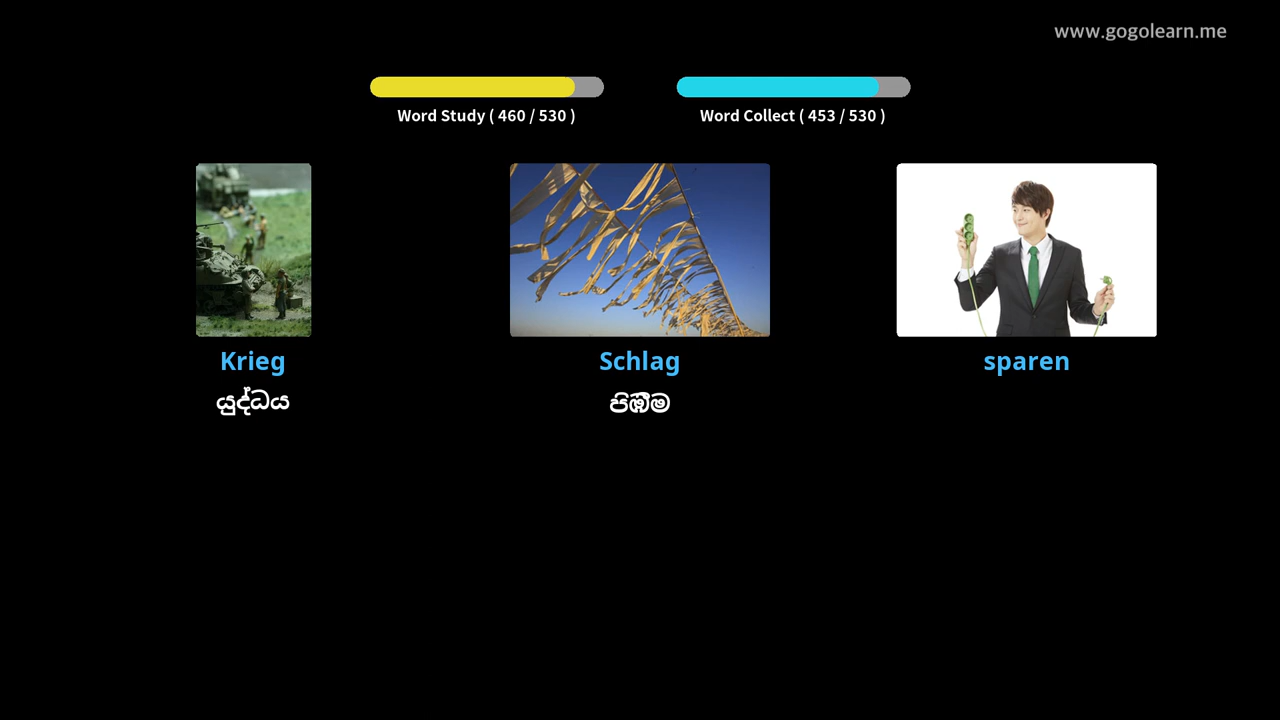 www.gogolearn.me
Word Study ( 460 / 530 )
Word Collect ( 453 / 530 )
Krieg
Schlag
sparen
යුද්ධය
පිඹීම